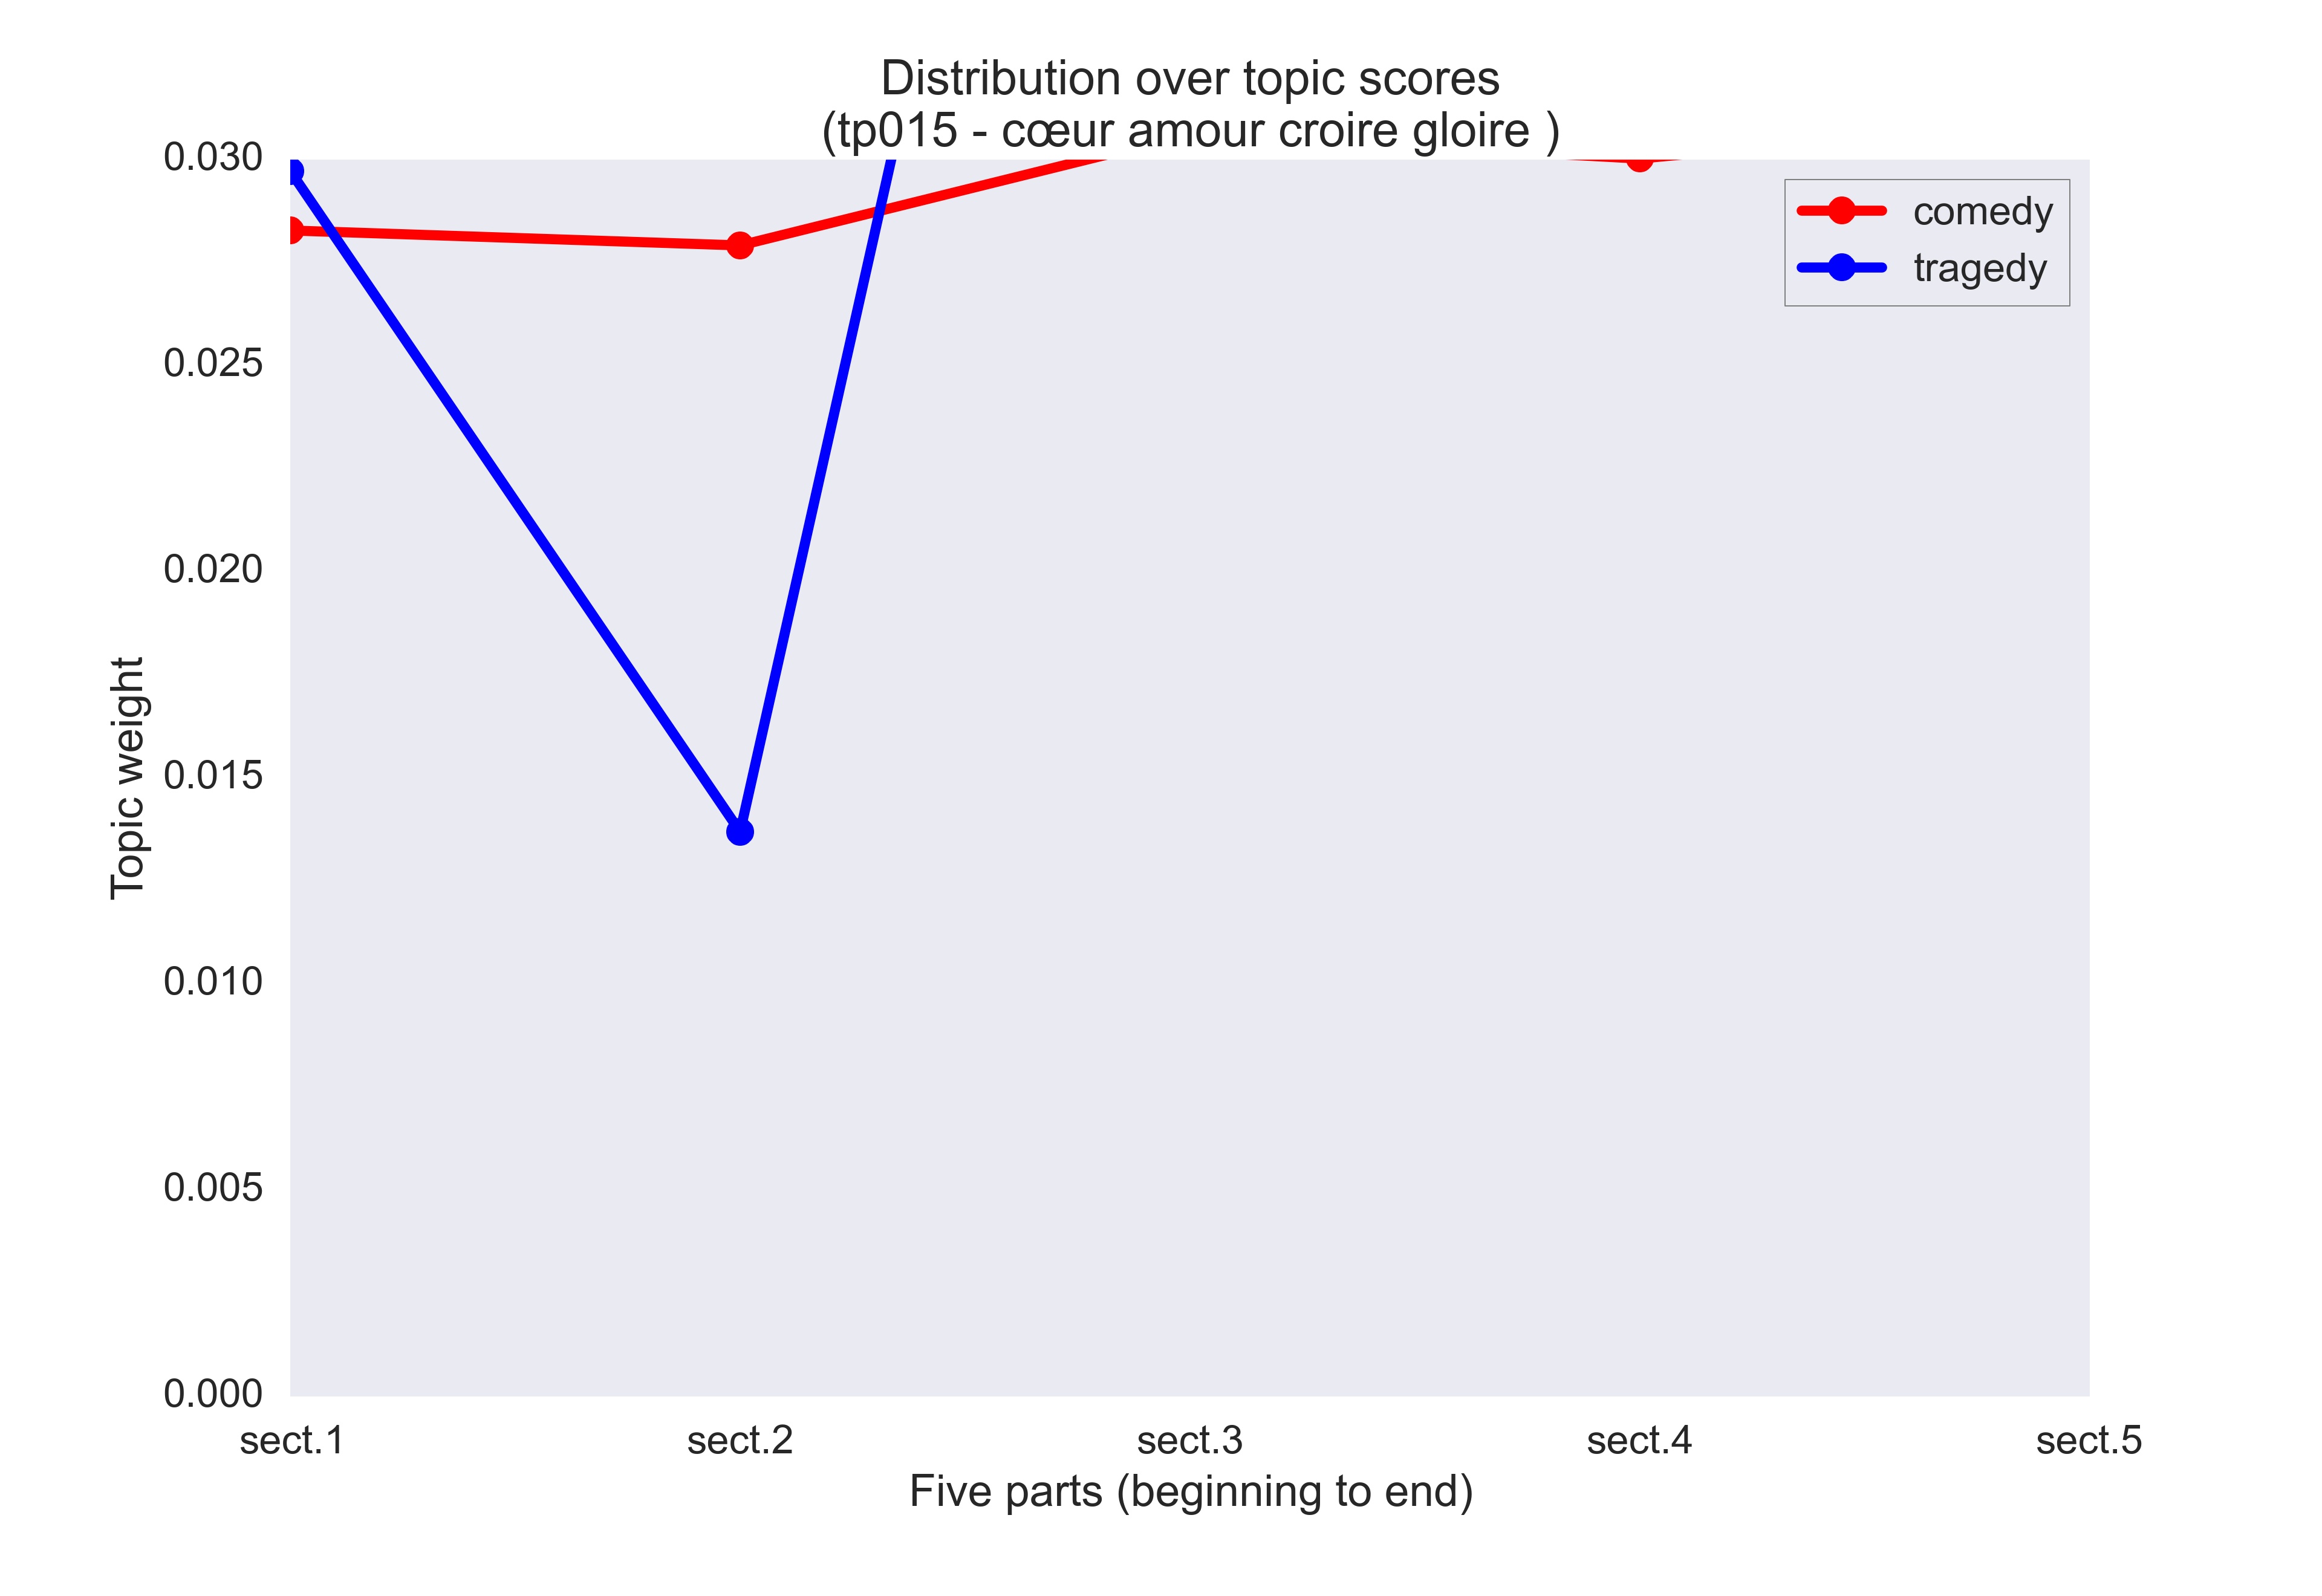 Distribution over topic scores
(tp015 - cœur amour croire gloire )
0.030
0.025
0.020
0.015
0.010
0.005
0.000
Topic weight
comedy
tragedy
sect.1
sect.2
sect.3
sect.4
sect.5
Five parts (beginning to end)